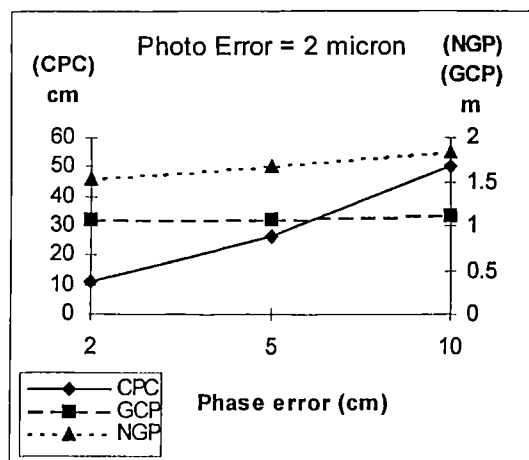 Photo Error = 2 micron
(CPC)
cm
(NGP)
(GCP)
m
60
50
40
30
20
10
0
2
1.5
1
0.5
0
2
5
10
Phase error (cm)
CPC
GCP
NGP